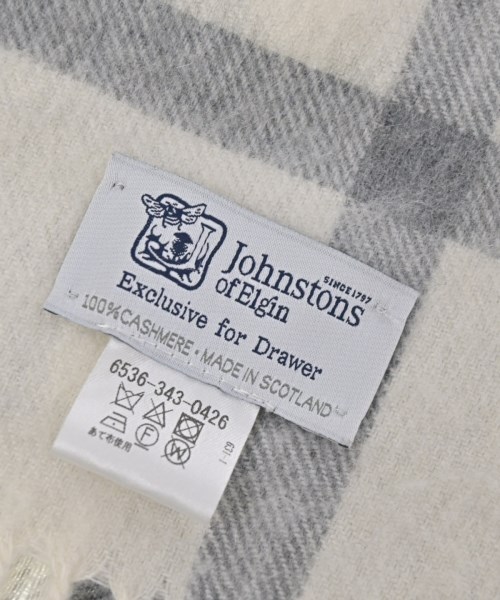 SINCE 1797
Johnstons
of Elgin
Exclusive for Drawer
100% CASHMERE • MADE IN SCOTLAND
6536-343-0426
F W
あて布使用